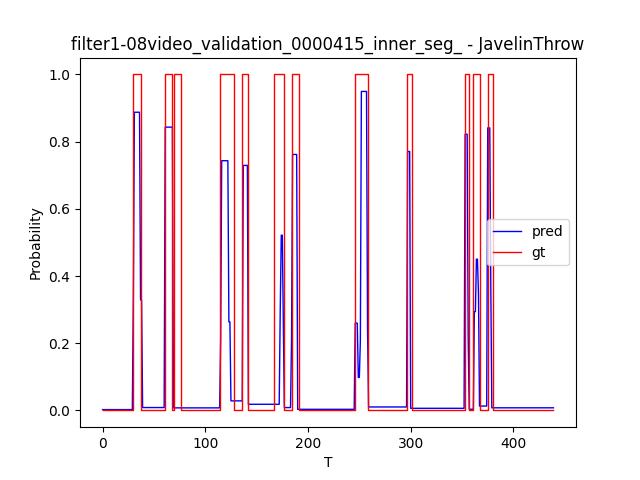 filter1-08video_validation_0000415_inner_seg_ - JavelinThrow
1.0
0.8
0.6
0.4
0.2
0.0
Probability
pred
gt
0 100 200 300 400
T